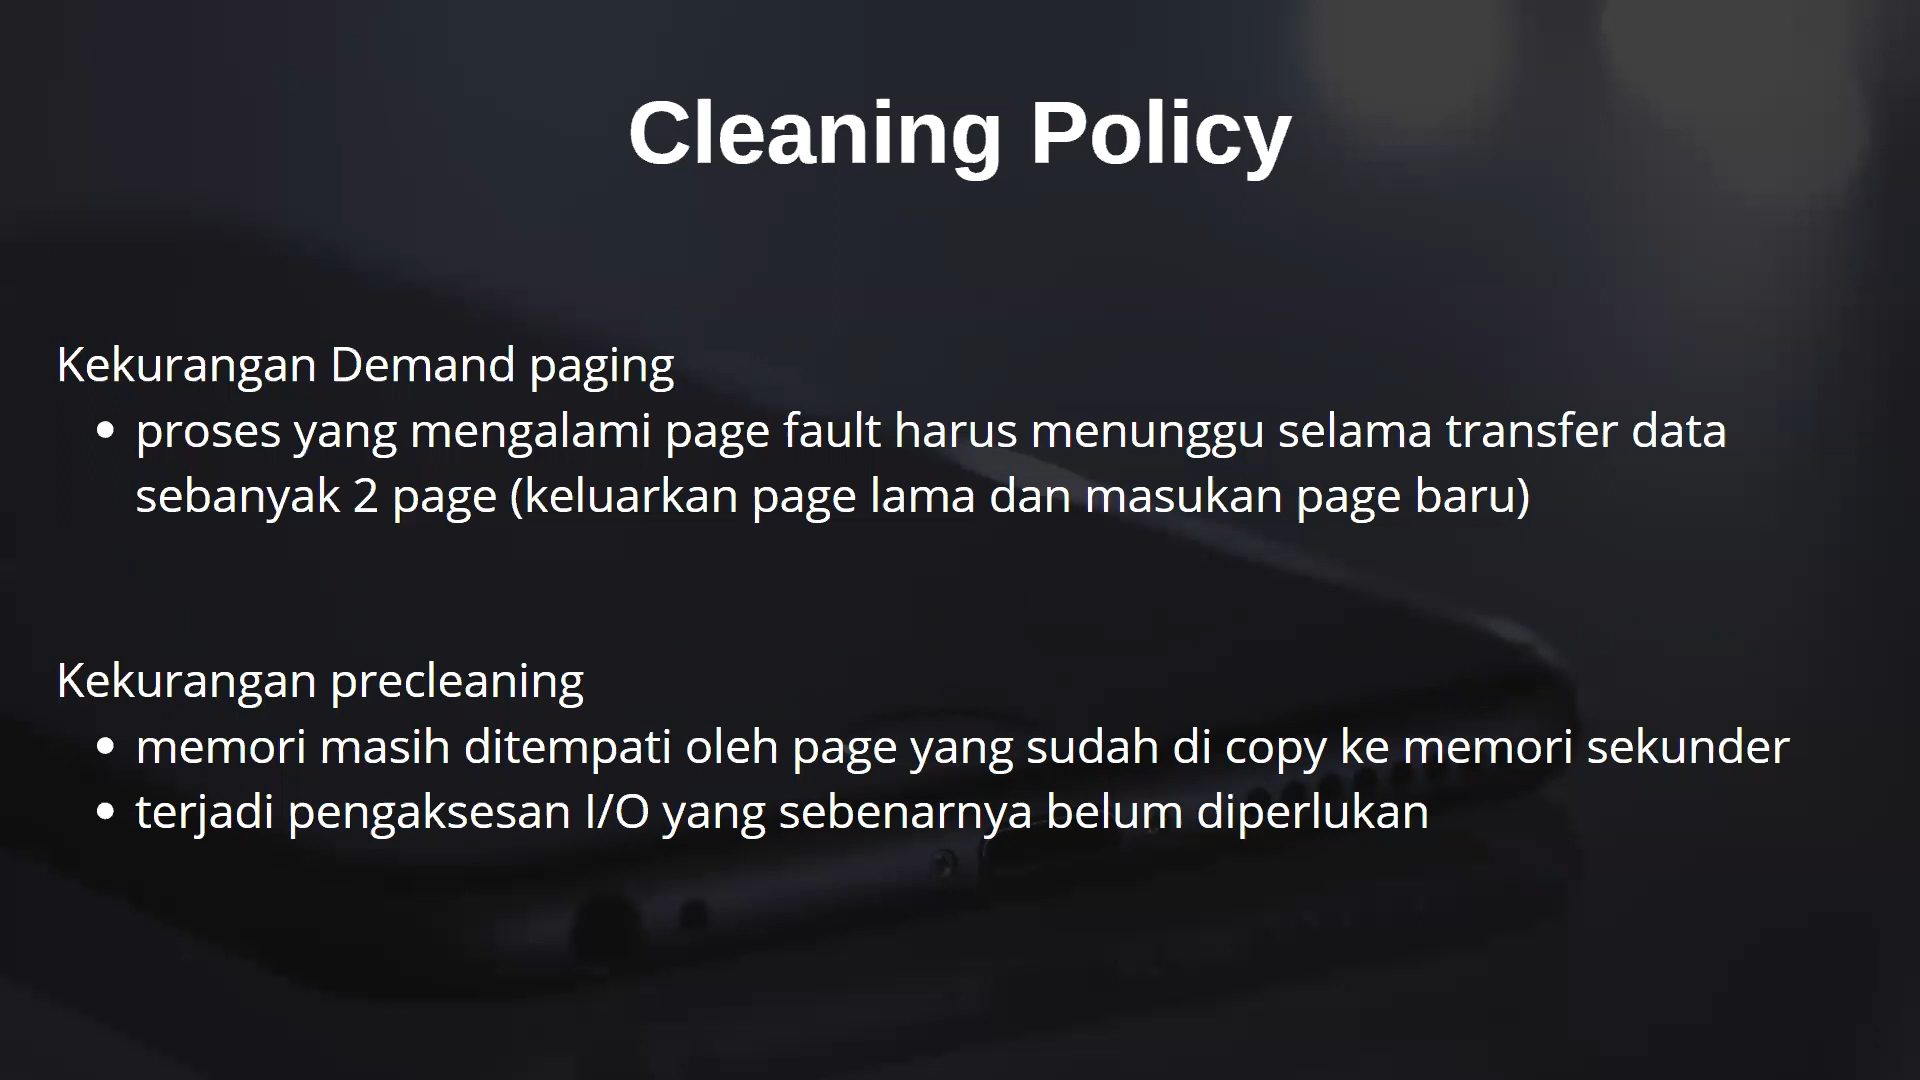 Cleaning Policy
Kekurangan Demand paging
• proses yang mengalami page fault harus menunggu selama transfer data
sebanyak 2 page (keluarkan page lama dan masukan page baru)
Kekurangan precleaning
• memori masih ditempati oleh page yang sudah di copy ke memori sekunder
• terjadi pengaksesan I/O yang sebenarnya belum diperlukan